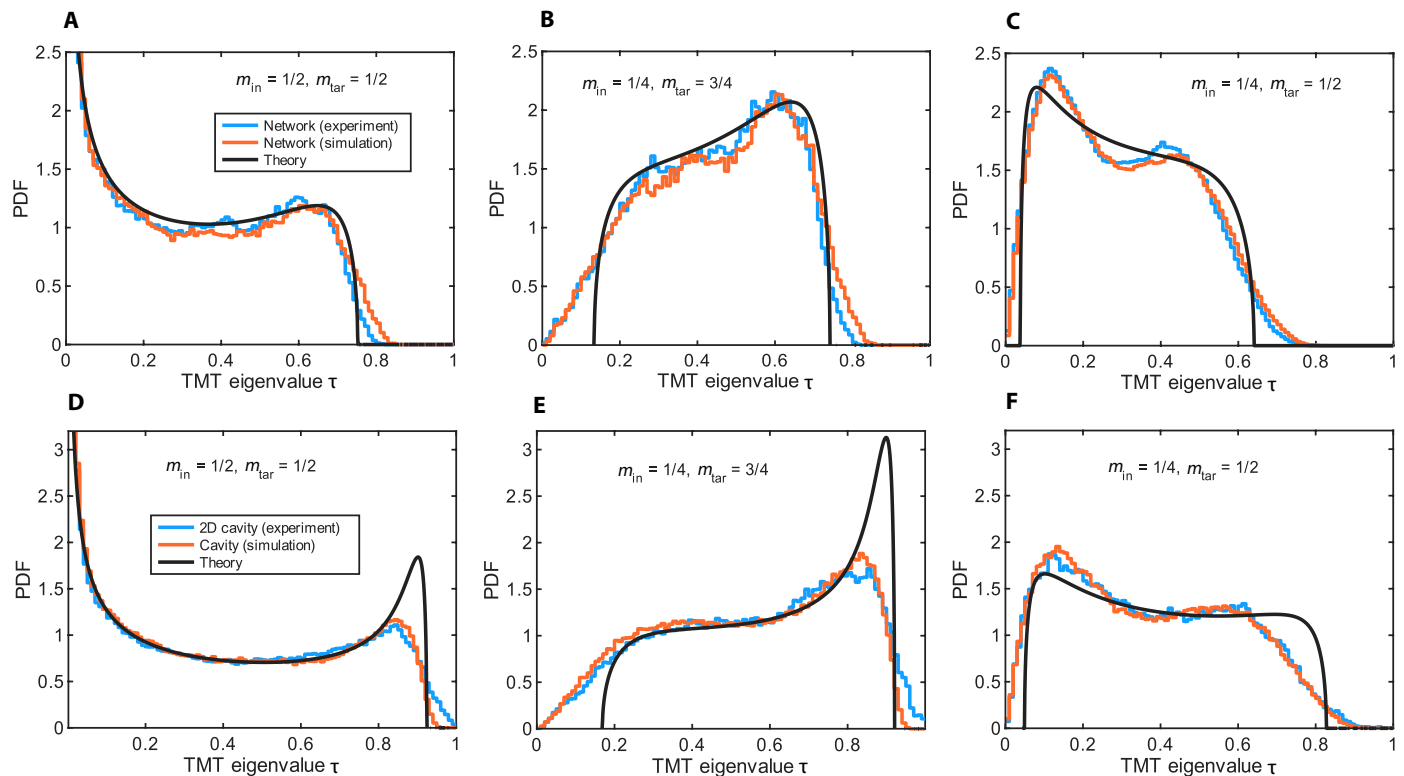 A
2.5
2
1.5
1
0.5
0
PDF
m_in = 1/2, m_tar = 1/2
Network (experiment)
Network (simulation)
Theory
0 0.2 0.4 0.6 0.8 1
TMT eigenvalue τ
B
2.5
2
1.5
1
0.5
0
PDF
m_in = 1/4, m_tar = 3/4
0 0.2 0.4 0.6 0.8 1
TMT eigenvalue τ
C
2.5
2
1.5
1
0.5
0
PDF
m_in = 1/4, m_tar = 1/2
0 0.2 0.4 0.6 0.8 1
TMT eigenvalue τ
D
3
2.5
2
1.5
1
0.5
0
PDF
m_in = 1/2, m_tar = 1/2
2D cavity (experiment)
Cavity (simulation)
Theory
0.2 0.4 0.6 0.8 1
TMT eigenvalue τ
E
3
2.5
2
1.5
1
0.5
0
PDF
m_in = 1/4, m_tar = 3/4
0 0.2 0.4 0.6 0.8
TMT eigenvalue τ
F
3
2.5
2
1.5
1
0.5
0
PDF
m_in = 1/4, m_tar = 1/2
0 0.2 0.4 0.6 0.8 1
TMT eigenvalue τ